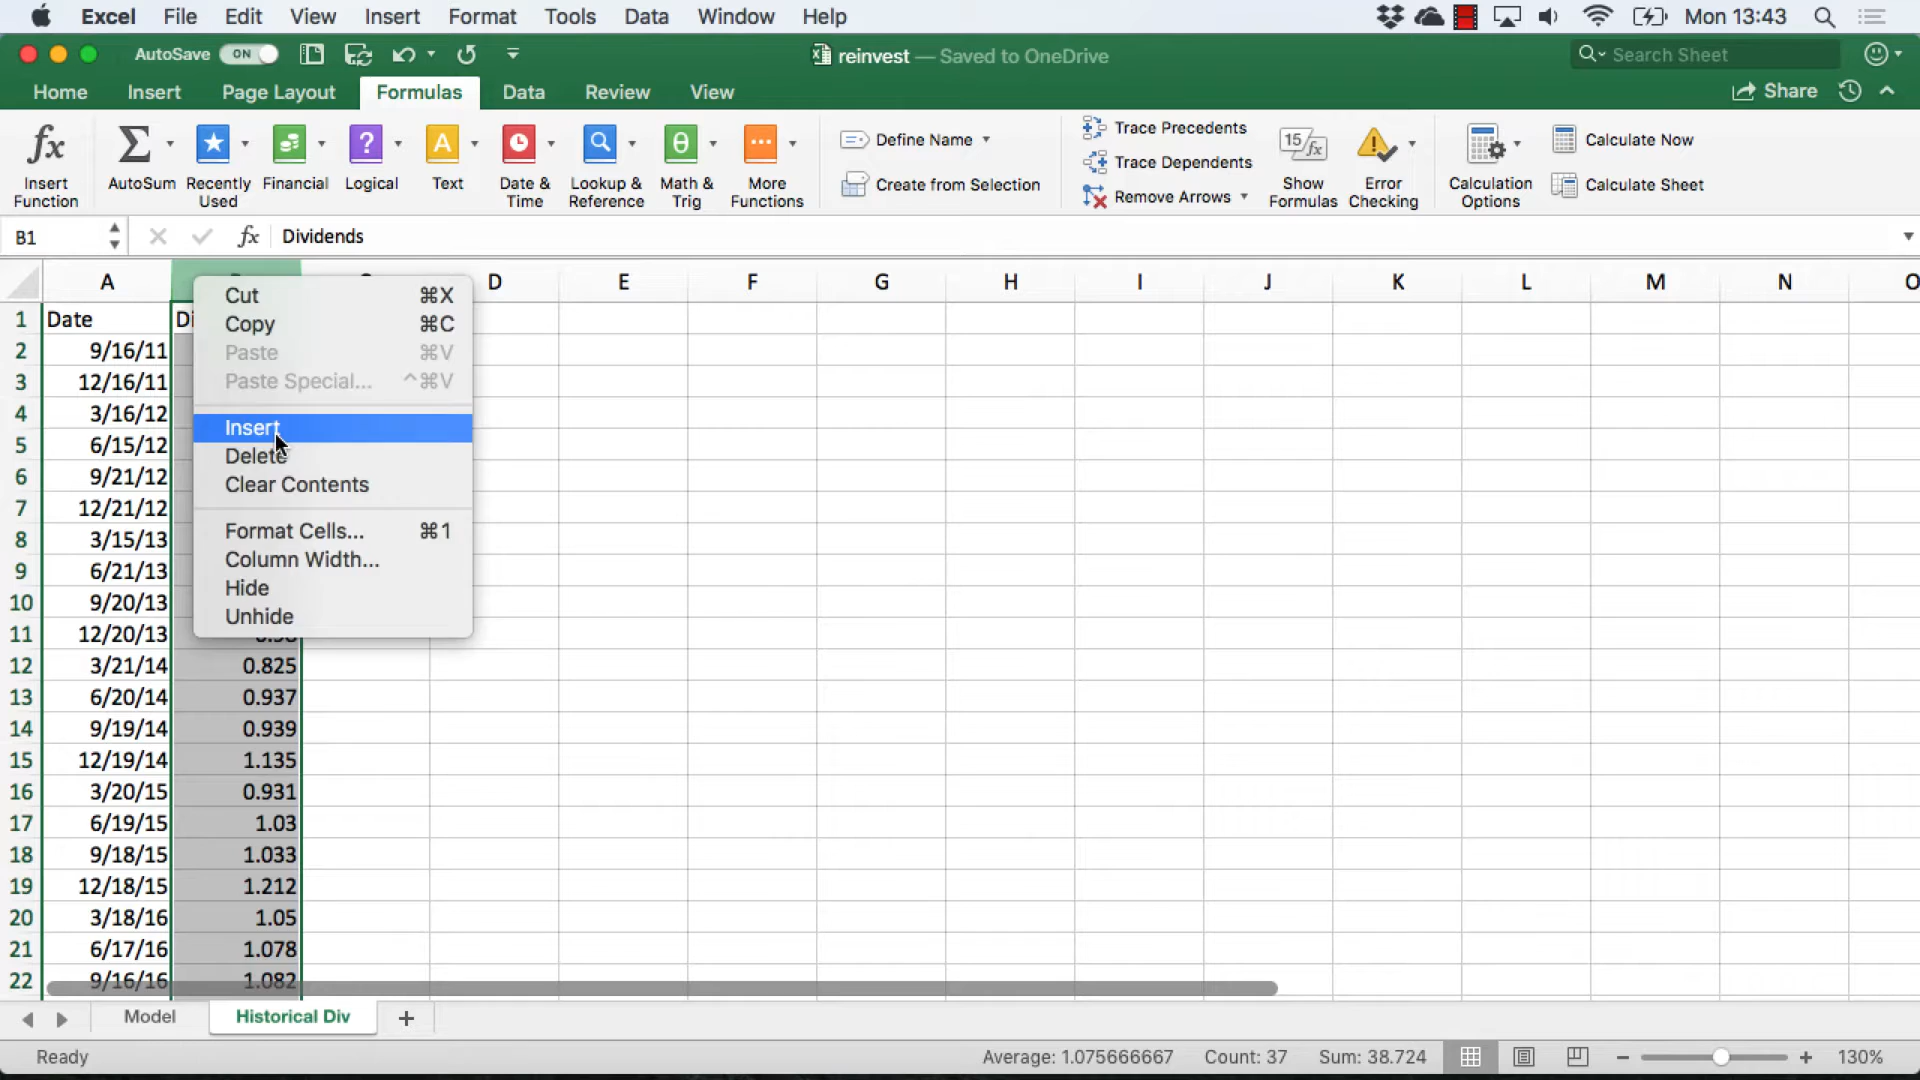 Excel File Edit View Insert Format Tools Data Window Help Mon 13:43
AutoSave ON reinvest — Saved to OneDrive Search Sheet
Home Insert Page Layout Formulas Data Review View Share
Insert Function AutoSum Recently Used Financial Logical Text Date & Time Lookup & Reference Math & Trig More Functions
Define Name
Create from Selection
Trace Precedents
Trace Dependents
Remove Arrows
Show Formulas Error Checking Calculation Options
Calculate Now
Calculate Sheet
B1 fx Dividends
A D E F G H I J K L M N O
1 Date
2 9/16/11
3 12/16/11
4 3/16/12
5 6/15/12
6 9/21/12
7 12/21/12
8 3/15/13
9 6/21/13
10 9/20/13
11 12/20/13
12 3/21/14 0.825
13 6/20/14 0.937
14 9/19/14 0.939
15 12/19/14 1.135
16 3/20/15 0.931
17 6/19/15 1.03
18 9/18/15 1.033
19 12/18/15 1.212
20 3/18/16 1.05
21 6/17/16 1.078
22 9/16/16 1.082
Cut ⌘X
Copy ⌘C
Paste ⌘V
Paste Special... ^⌘V
Insert
Delete
Clear Contents
Format Cells... ⌘1
Column Width...
Hide
Unhide
Model Historical Div +
Ready Average: 1.075666667 Count: 37 Sum: 38.724 130%